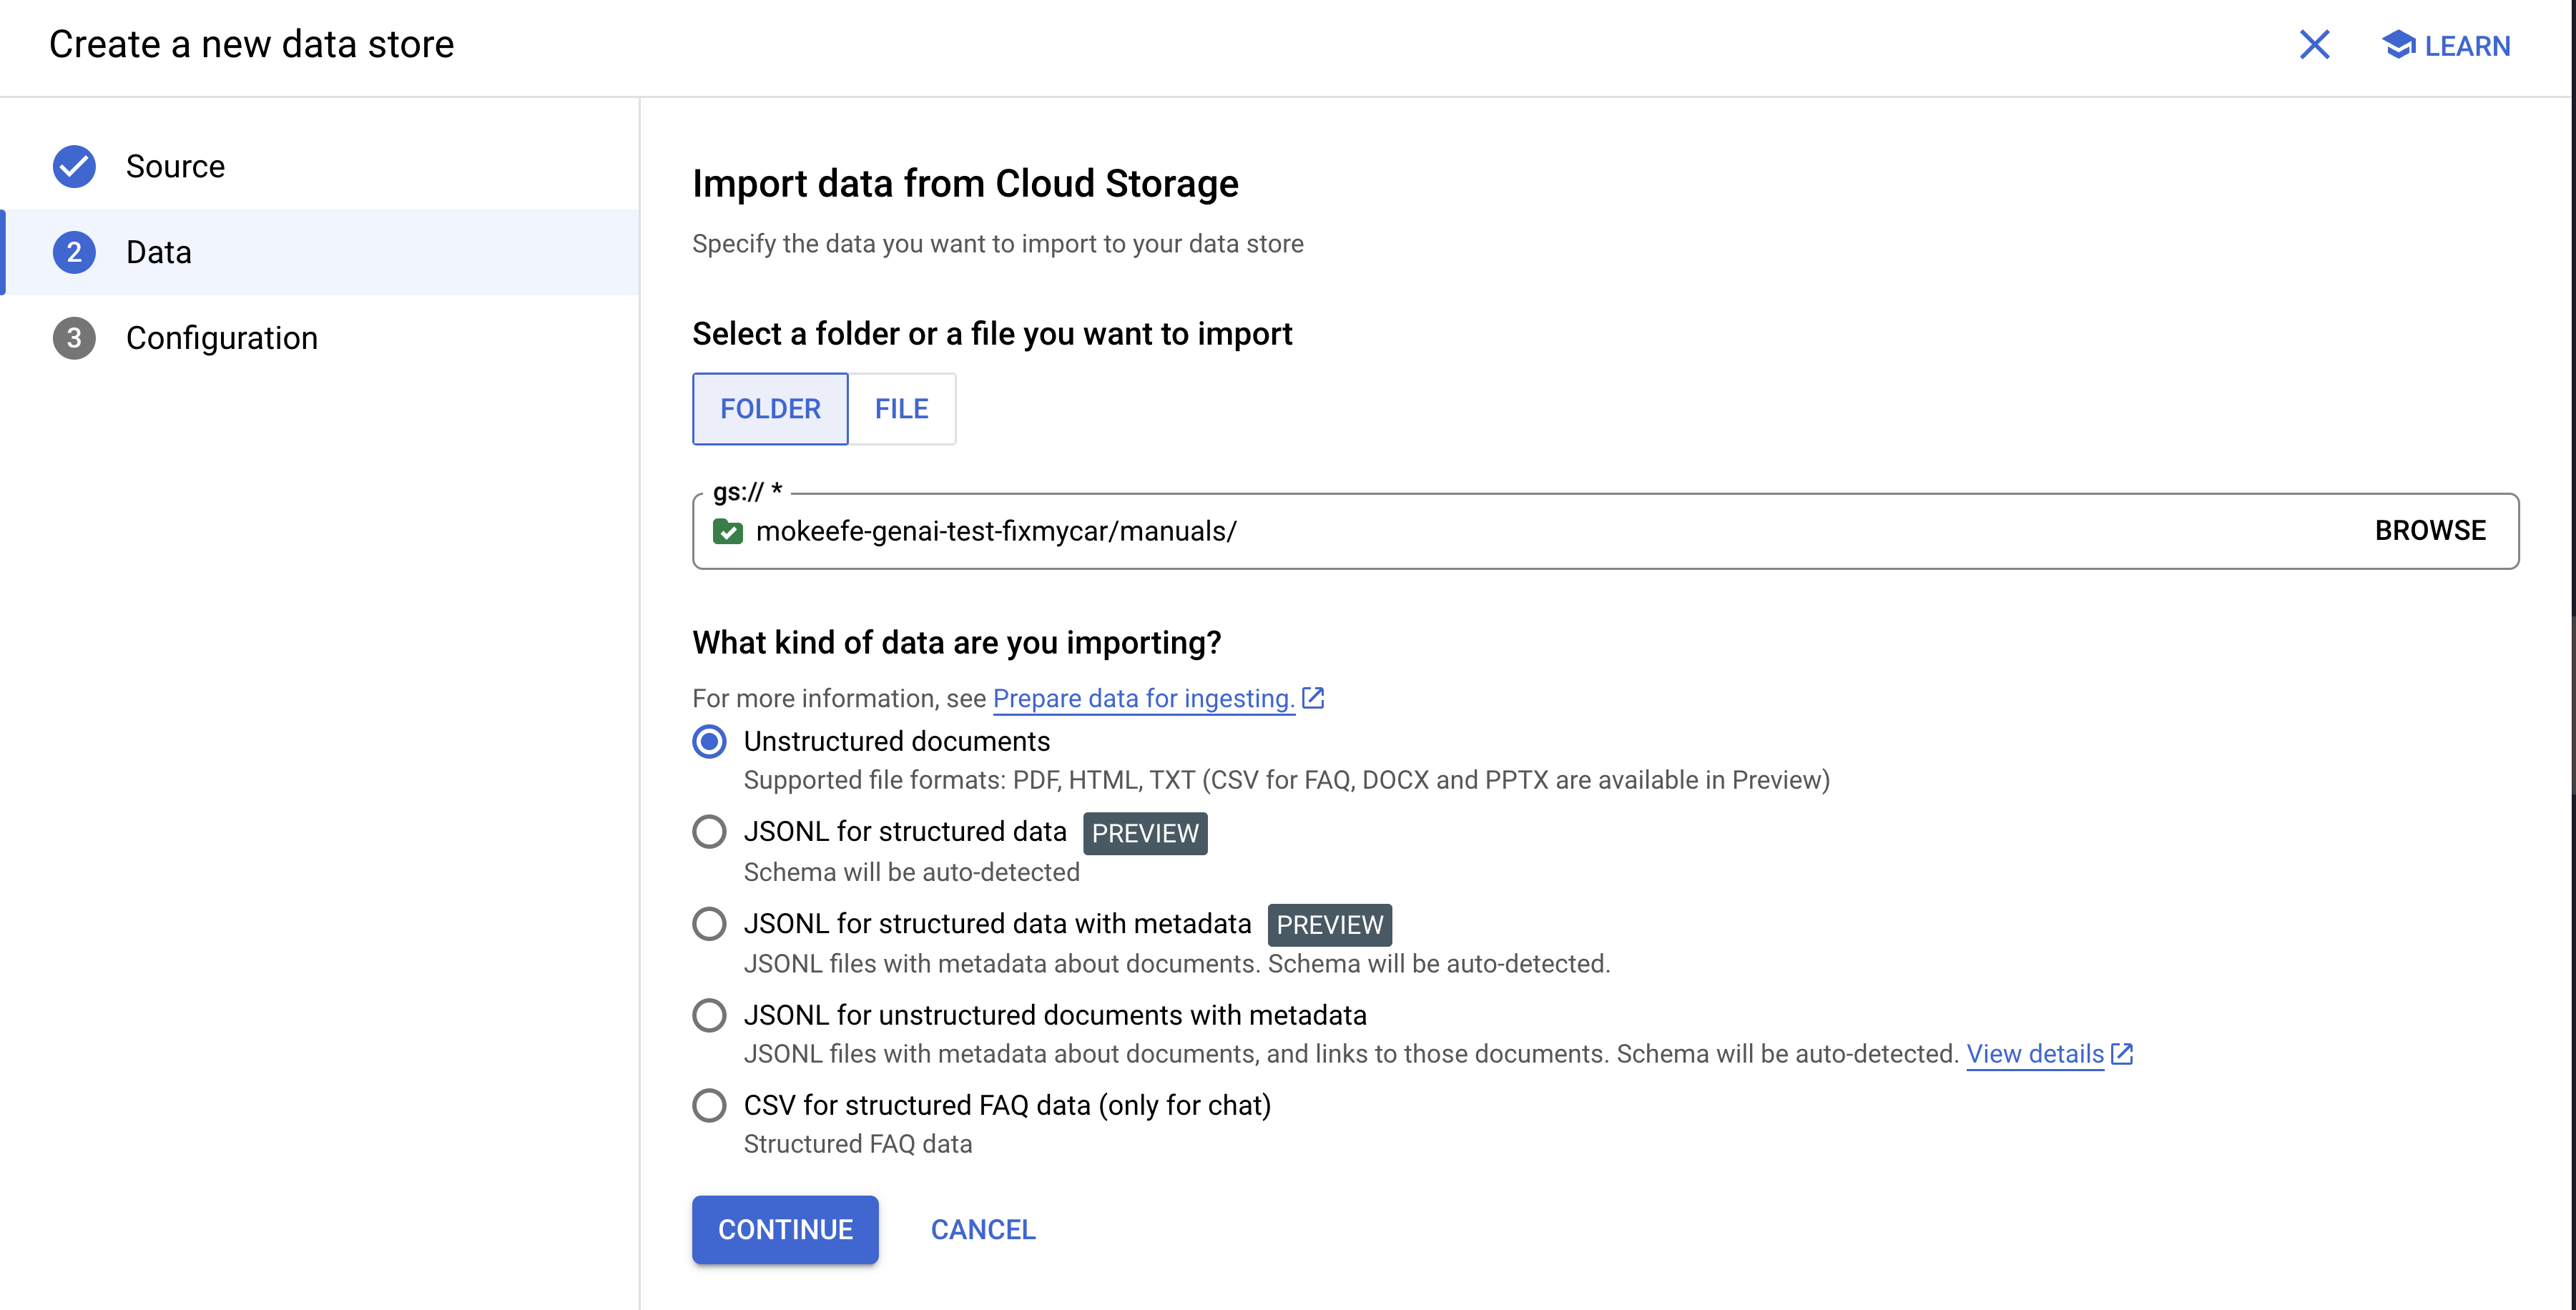 Create a new data store
LEARN
Source
2 Data
3 Configuration
Import data from Cloud Storage
Specify the data you want to import to your data store
Select a folder or a file you want to import
FOLDER FILE
gs:// *
mokeefe-genai-test-fixmycar/manuals/ BROWSE
What kind of data are you importing?
For more information, see Prepare data for ingesting.
Unstructured documents
Supported file formats: PDF, HTML, TXT (CSV for FAQ, DOCX and PPTX are available in Preview)
JSONL for structured data PREVIEW
Schema will be auto-detected
JSONL for structured data with metadata PREVIEW
JSONL files with metadata about documents. Schema will be auto-detected.
JSONL for unstructured documents with metadata
JSONL files with metadata about documents, and links to those documents. Schema will be auto-detected. View details
CSV for structured FAQ data (only for chat)
Structured FAQ data
CONTINUE CANCEL